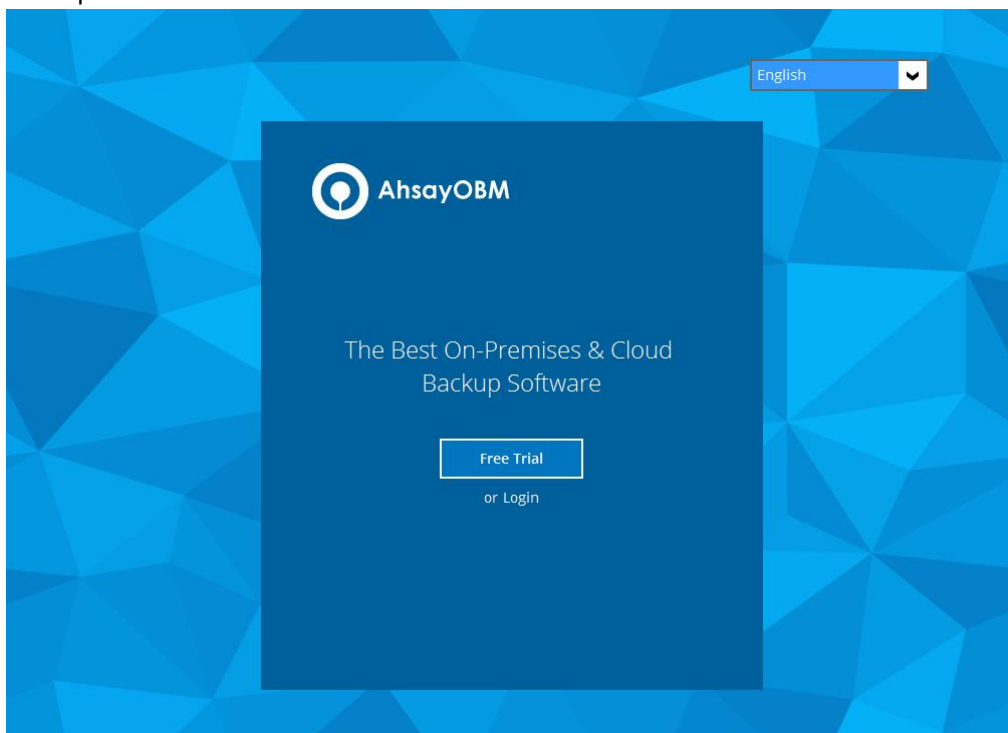 English
AhsayOBM
The Best On-Premises & Cloud
Backup Software
Free Trial
or Login